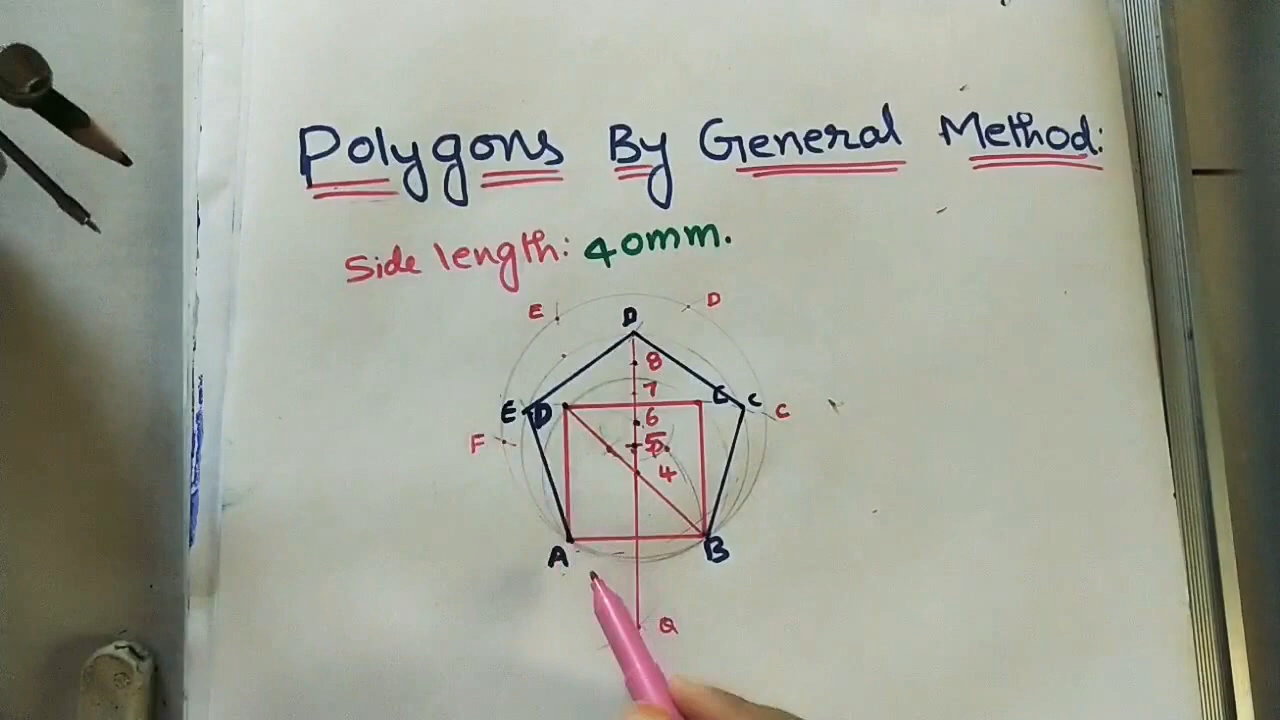 Polygons By General Method:
Side length: 40mm.
E D
D
8
7
E D C C
6
F 5
4
A B
Q